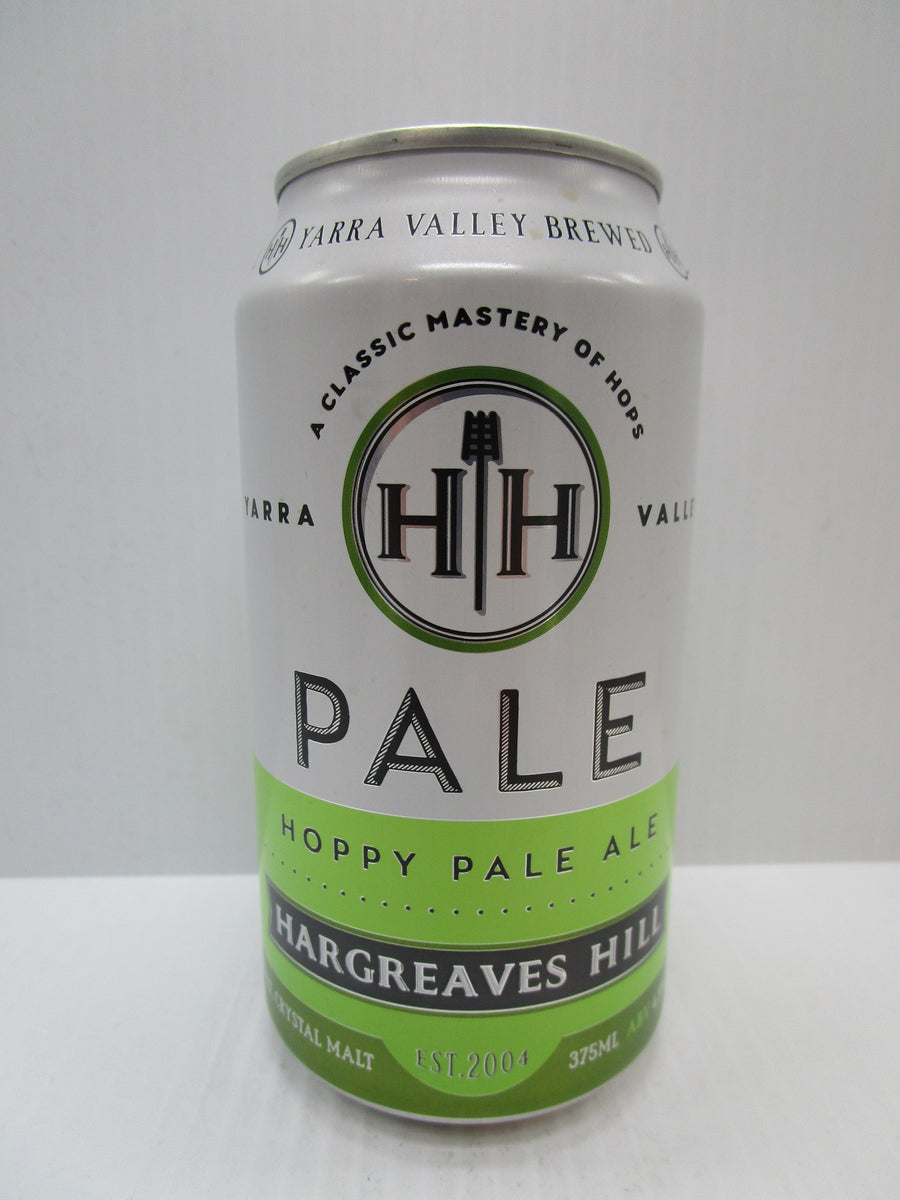 HH YARRA VALLEY BREWED
A CLASSIC MASTERY OF HOPS
HH
YARRA
PALE
HOPPY PALE ALE
HARGREAVES HILL
CRYSTAL MALT
EST.2004
375ML